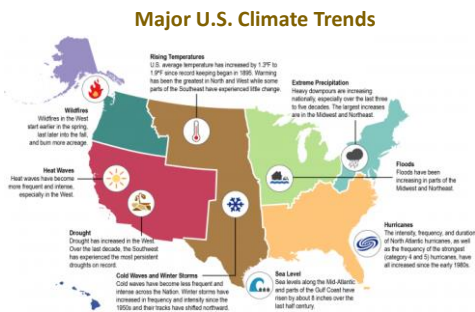 Major U.S. Climate Trends
Rising Temperatures
U.S. average temperature has increased by 1.3°F to
1.9°F since record keeping began in 1895. Warming
has been the greatest in North and West while some
parts of the Southeast have experienced little change.
Extreme Precipitation
Heavy downpours are increasing
nationally, especially over the last three
to five decades. The largest increases
are in the Midwest and Northeast.
Wildfires
Wildfires in the West
start earlier in the spring,
last later into the fall,
and burn more acreage.
Heat Waves
Heat waves have become
more frequent and intense,
especially in the West.
Floods
Floods have been
increasing in parts of the
Midwest and Northeast.
Drought
Drought has increased in the West.
Over the last decade, the Southwest
has experienced the most persistent
droughts on record.
Hurricanes
The intensity, frequency, and duration
of North Atlantic hurricanes, as well
as the frequency of the strongest
(category 4 and 5) hurricanes, have
all increased since the early 1980s.
Cold Waves and Winter Storms
Cold waves have become less frequent and
intense across the Nation. Winter storms have
increased in frequency and intensity since the
1950s and their tracks have shifted northward.
Sea Level
Sea levels along the Mid-Atlantic
and parts of the Gulf Coast have
risen by about 8 inches over the
last half century.